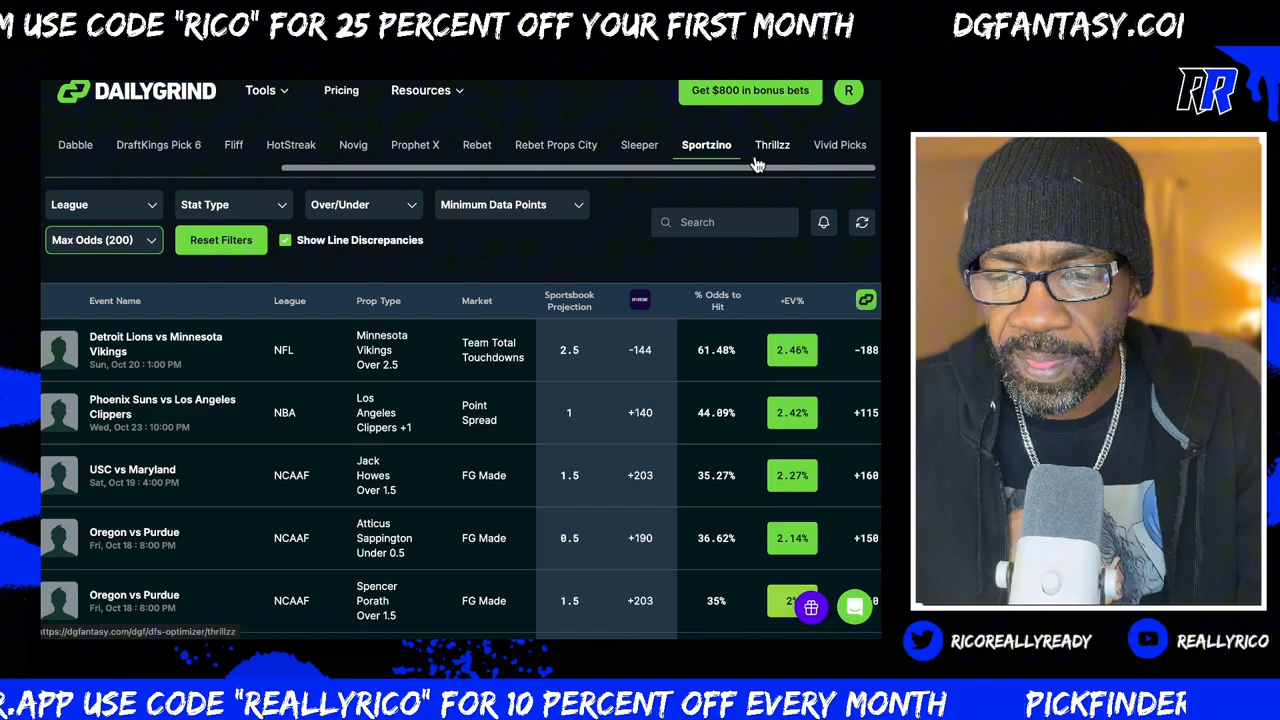 M USE CODE "RICO" FOR 25 PERCENT OFF YOUR FIRST MONTH DGFANTASY.CO
RR
DAILYGRIND Tools Pricing Resources Get $800 in bonus bets R
Dabble DraftKings Pick 6 Fliff HotStreak Novig Prophet X Rebet Rebet Props City Sleeper Sportzino Thrillzz Vivid Picks
League Stat Type Over/Under Minimum Data Points Search
Max Odds (200) Reset Filters Show Line Discrepancies
Event Name League Prop Type Market Sportsbook Projection % Odds to Hit +EV%
Detroit Lions vs Minnesota Vikings
Sun, Oct 20 : 1:00 PM
NFL
Minnesota Vikings Over 2.5
Team Total Touchdowns
2.5 -144 61.48% 2.46% -188
Phoenix Suns vs Los Angeles Clippers
Wed, Oct 23 : 10:00 PM
NBA
Los Angeles Clippers +1
Point Spread
1 +140 44.09% 2.42% +115
USC vs Maryland
Sat, Oct 19 : 4:00 PM
NCAAF
Jack Howes Over 1.5
FG Made
1.5 +203 35.27% 2.27% +160
Oregon vs Purdue
Fri, Oct 18 : 8:00 PM
NCAAF
Atticus Sappington Under 0.5
FG Made
0.5 +190 36.62% 2.14% +150
Oregon vs Purdue
Fri, Oct 18 : 8:00 PM
NCAAF
Spencer Porath Over 1.5
FG Made
1.5 +203 35%
https://dgfantasy.com/dgf/dfs-optimizer/thrillzz
RICOREALLYREADY REALLYRICO
R.APP USE CODE "REALLYRICO" FOR 10 PERCENT OFF EVERY MONTH PICKFINDER